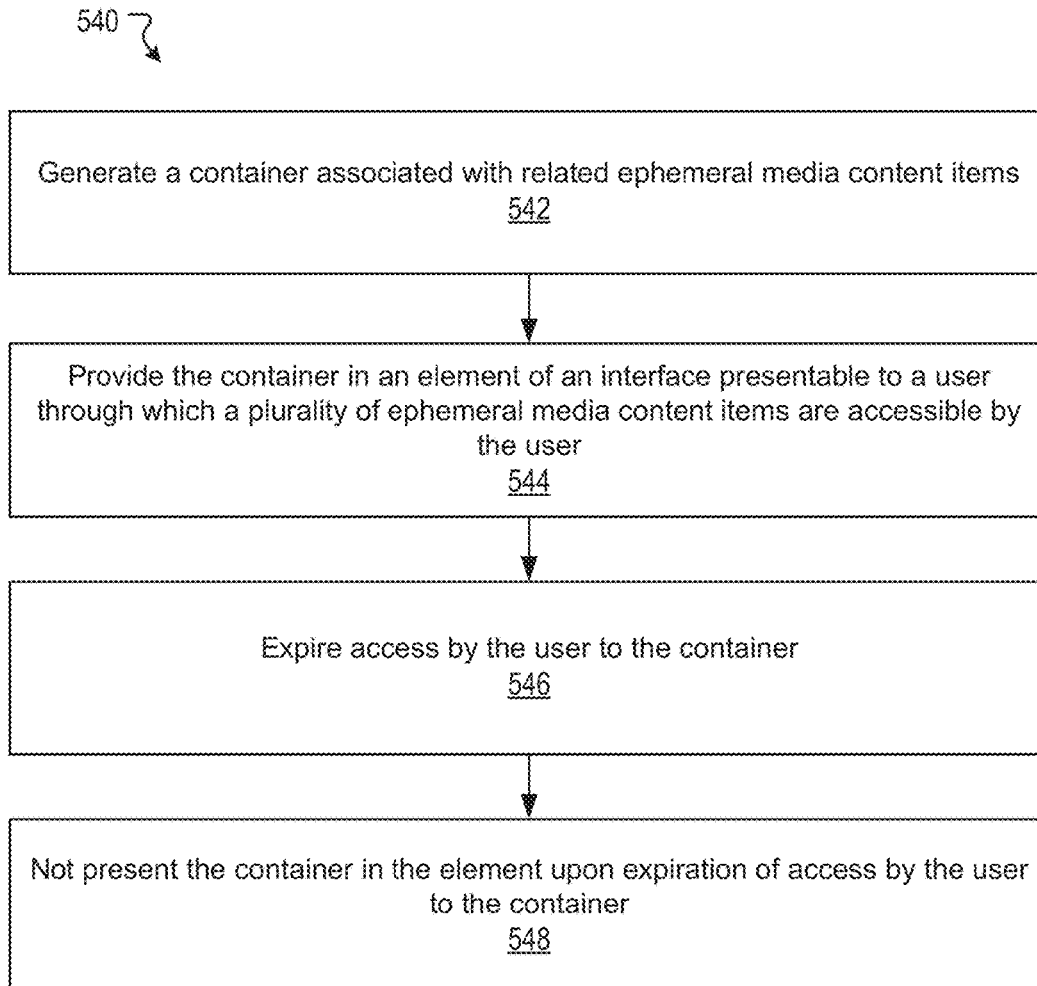 540
Generate a container associated with related ephemeral media content items
542
Provide the container in an element of an interface presentable to a user
through which a plurality of ephemeral media content items are accessible by
the user
544
Expire access by the user to the container
546
Not present the container in the element upon expiration of access by the user
to the container
548